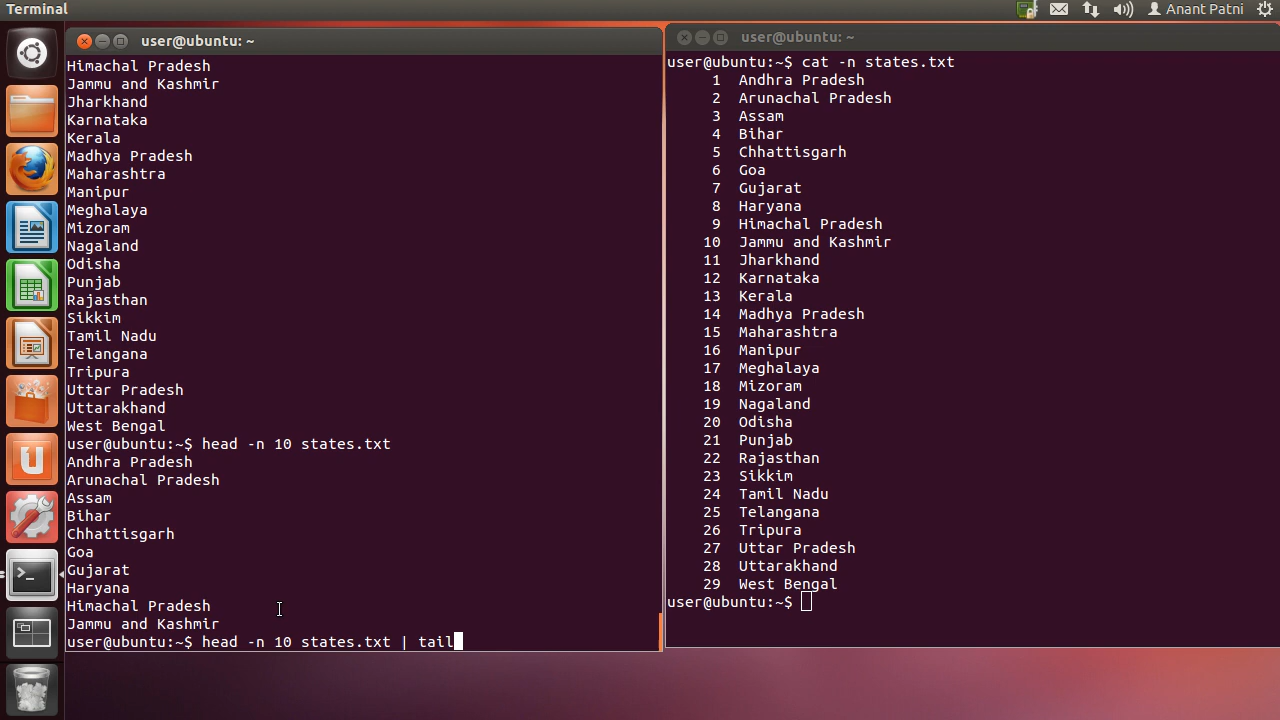 Terminal
Anant Patni
user@ubuntu: ~
Himachal Pradesh
Jammu and Kashmir
Jharkhand
Karnataka
Kerala
Madhya Pradesh
Maharashtra
Manipur
Meghalaya
Mizoram
Nagaland
Odisha
Punjab
Rajasthan
Sikkim
Tamil Nadu
Telangana
Tripura
Uttar Pradesh
Uttarakhand
West Bengal
user@ubuntu:~$ head -n 10 states.txt
Andhra Pradesh
Arunachal Pradesh
Assam
Bihar
Chhattisgarh
Goa
Gujarat
Haryana
Himachal Pradesh
Jammu and Kashmir
user@ubuntu:~$ head -n 10 states.txt | tail
user@ubuntu: ~
user@ubuntu:~$ cat -n states.txt
1 Andhra Pradesh
2 Arunachal Pradesh
3 Assam
4 Bihar
5 Chhattisgarh
6 Goa
7 Gujarat
8 Haryana
9 Himachal Pradesh
10 Jammu and Kashmir
11 Jharkhand
12 Karnataka
13 Kerala
14 Madhya Pradesh
15 Maharashtra
16 Manipur
17 Meghalaya
18 Mizoram
19 Nagaland
20 Odisha
21 Punjab
22 Rajasthan
23 Sikkim
24 Tamil Nadu
25 Telangana
26 Tripura
27 Uttar Pradesh
28 Uttarakhand
29 West Bengal
user@ubuntu:~$